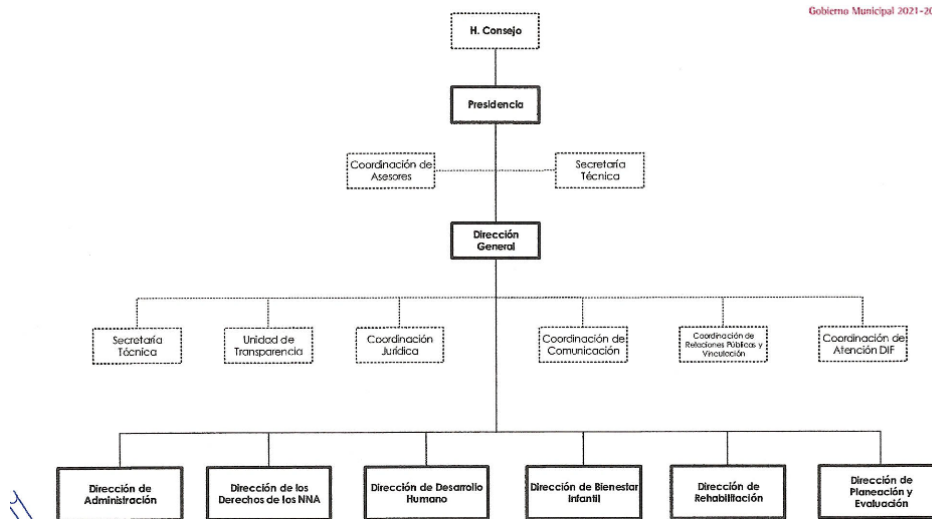 Gobierno Municipal 2021-20
H. Consejo
Presidencia
Coordinación de
Asesores
Secretaría
Técnica
Dirección
General
Secretaría
Técnica
Unidad de
Transparencia
Coordinación
Jurídica
Coordinación de
Comunicación
Coordinación de
Relaciones Públicas y
Vinculación
Coordinación de
Atención DIF
Dirección de
Administración
Dirección de los
Derechos de los NNA
Dirección de Desarrollo
Humano
Dirección de Bienestar
Infantil
Dirección de
Rehabilitación
Dirección de
Planeación y
Evaluación